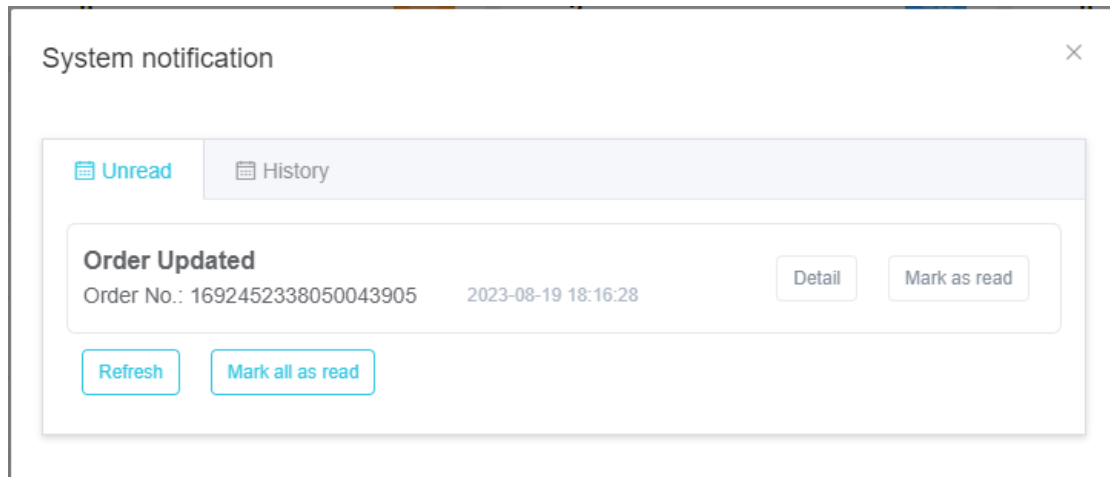 System notification
Unread
History
Order Updated
Order No.: 1692452338050043905 2023-08-19 18:16:28
Detail
Mark as read
Refresh
Mark all as read